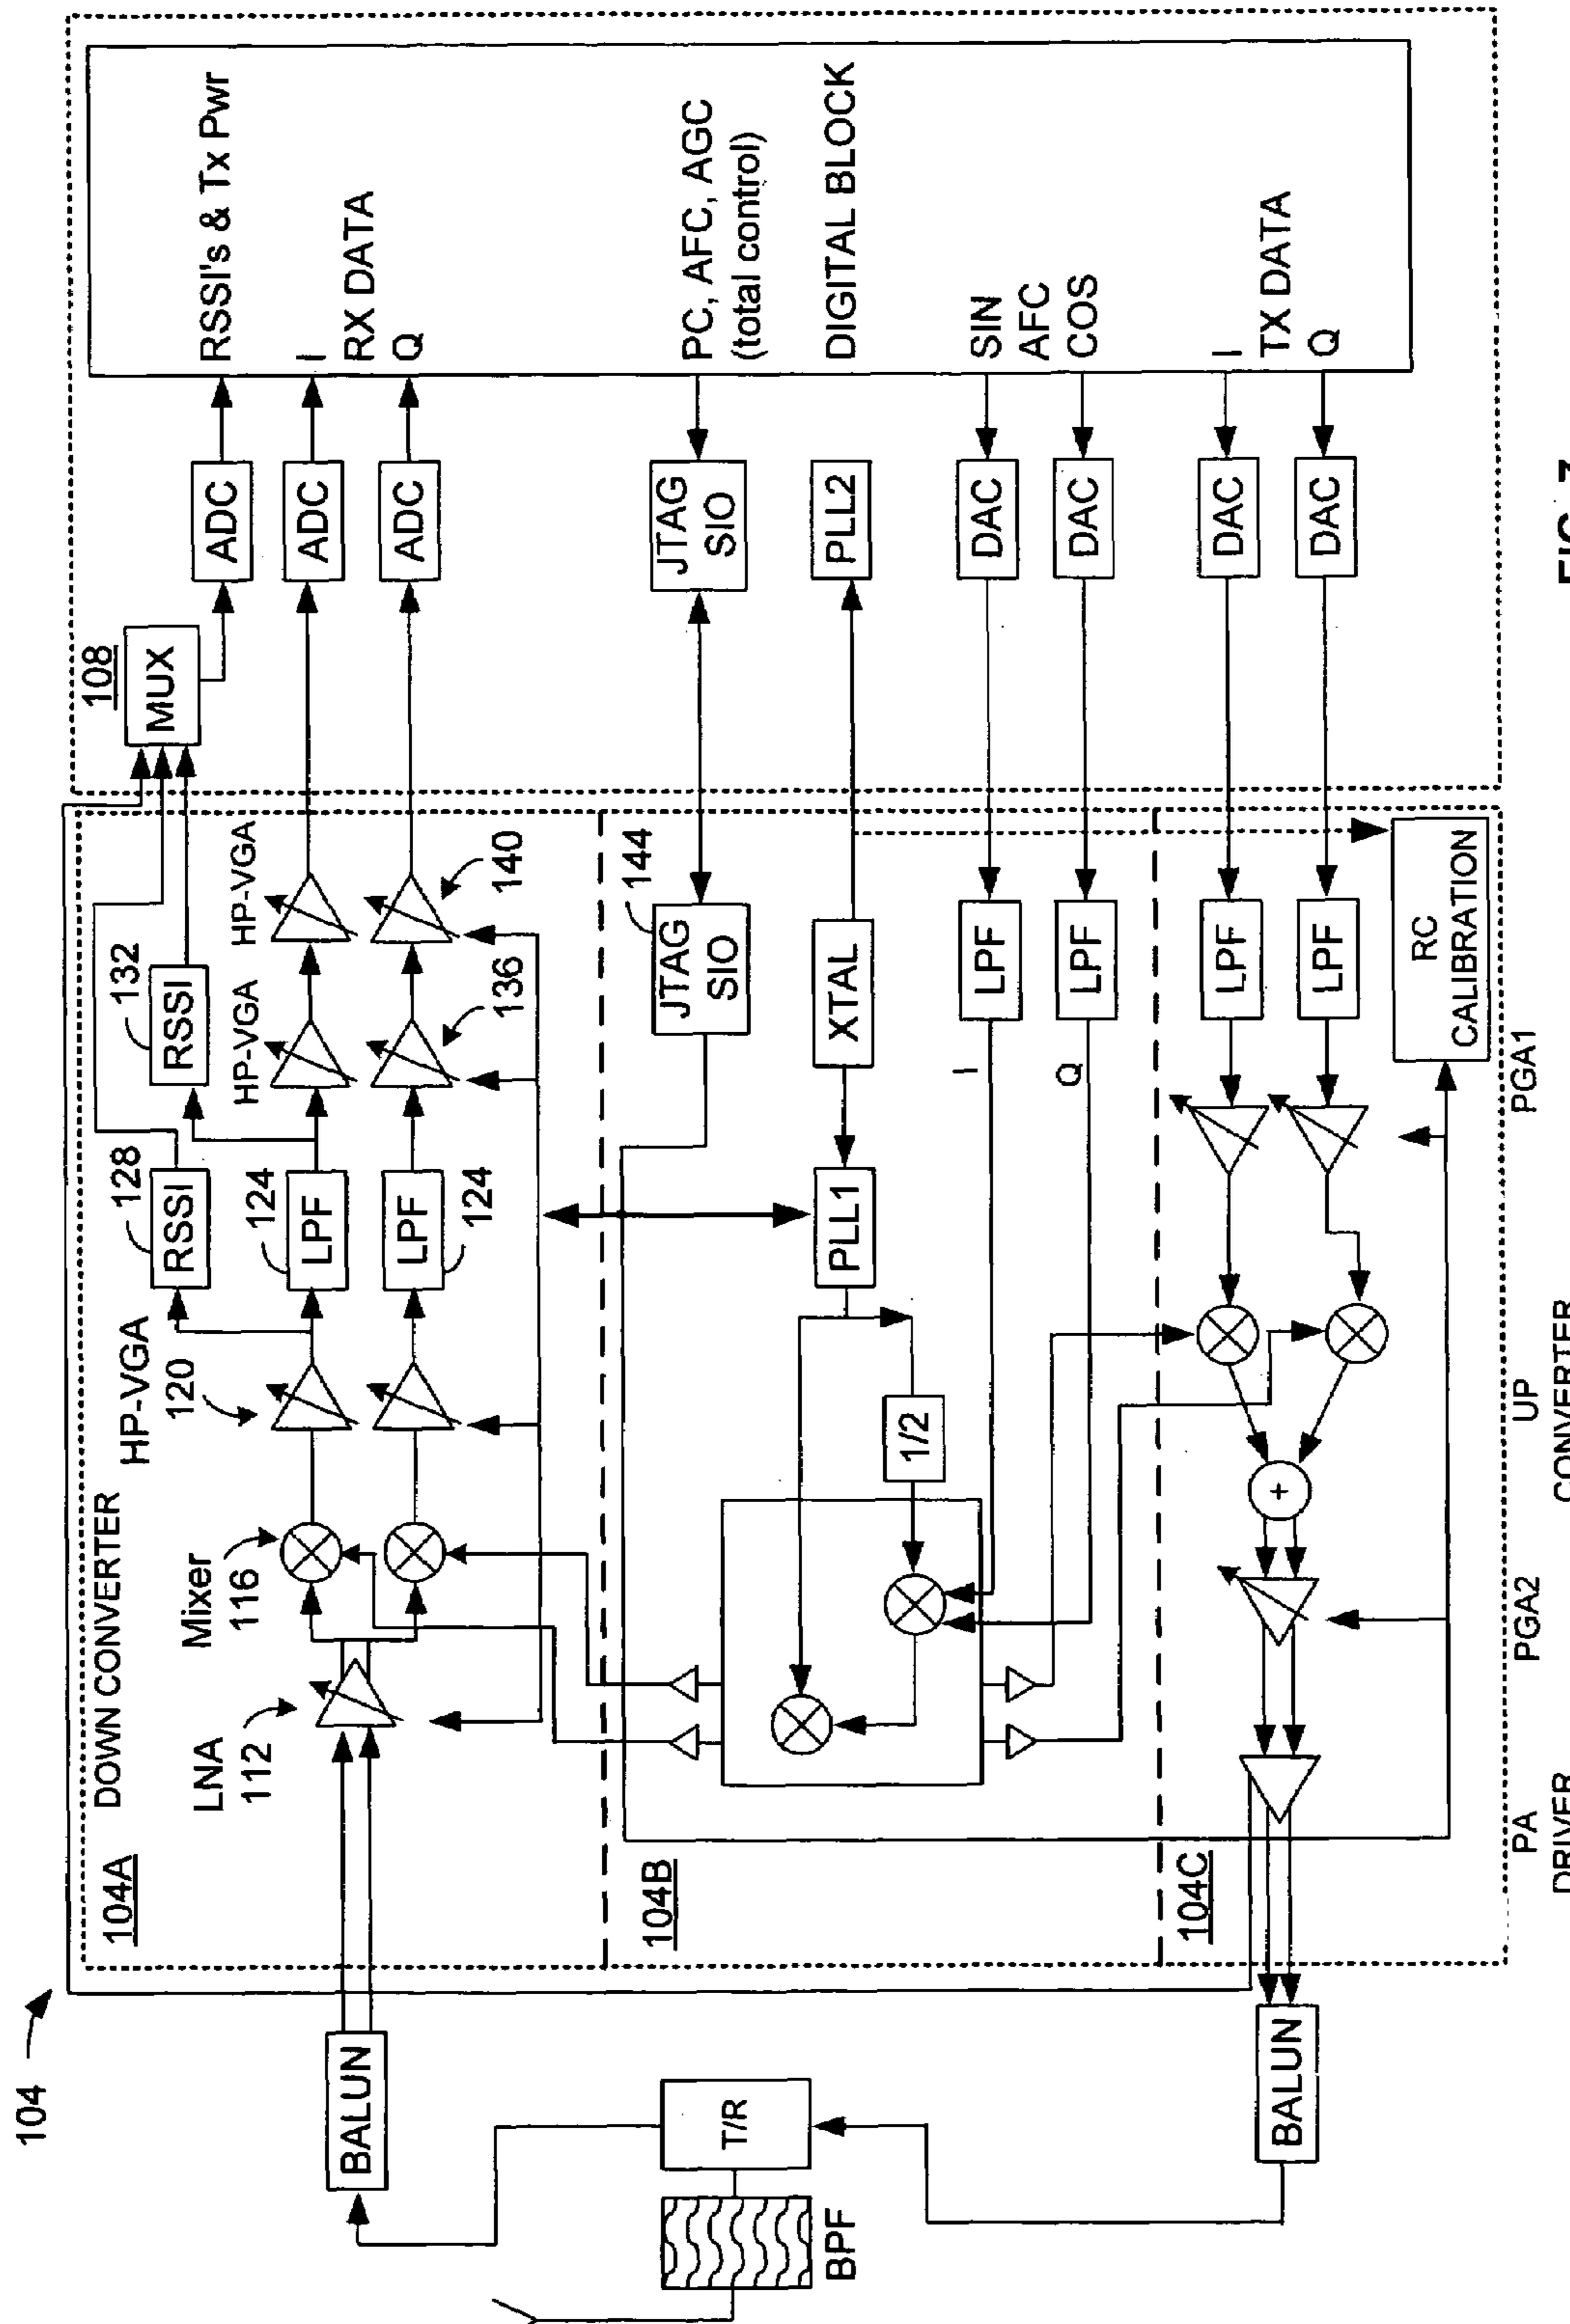 104
104A
DOWN CONVERTER
LNA
112
Mixer
116
HP-VGA
120
128
RSSI
132
RSSI
124
LPF
LPF
124
HP-VGA
HP-VGA
136
140
108
MUX
ADC
ADC
ADC
RSSI's & Tx Pwr
I
RX DATA
Q
BALUN
T/R
BPF
104B
1/2
PLL1
XTAL
144
JTAG
SIO
JTAG
SIO
PC, AFC, AGC
(total control)
PLL2
DIGITAL BLOCK
I
LPF
DAC
SIN
AFC
Q
LPF
DAC
COS
104C
BALUN
+
LPF
DAC
I
TX DATA
LPF
DAC
Q
RC
CALIBRATION
PA
DRIVER
PGA2
UP
CONVERTER
PGA1